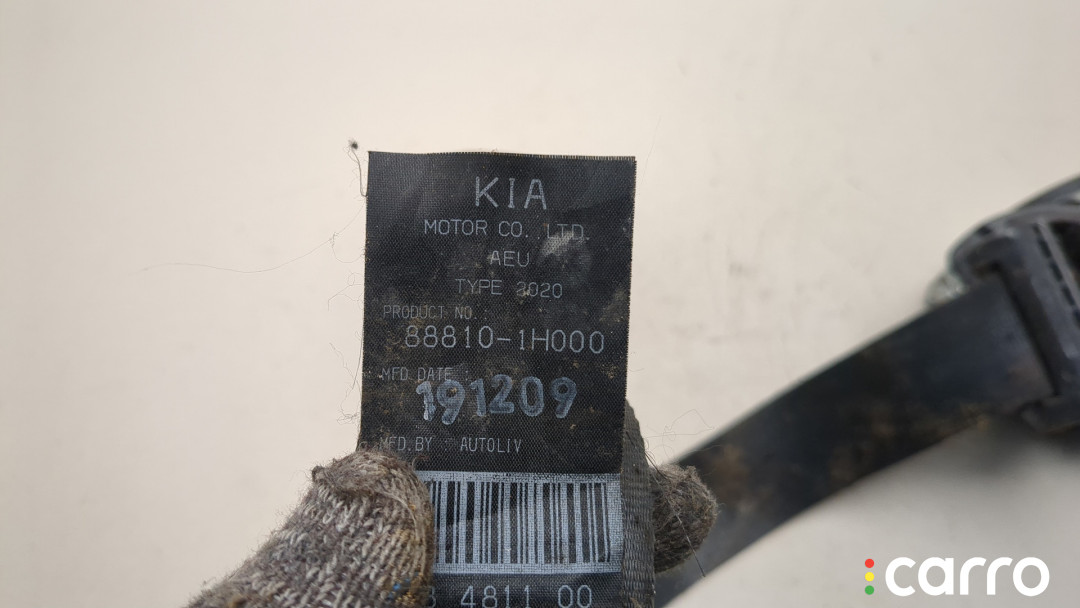 KIA
MOTOR CO. LTD.
AEU
TYPE 2020
PRODUCT NO. :
88810-1H000
MFD DATE :
191209
MFD.BY : AUTOLIV
4811 00
carro